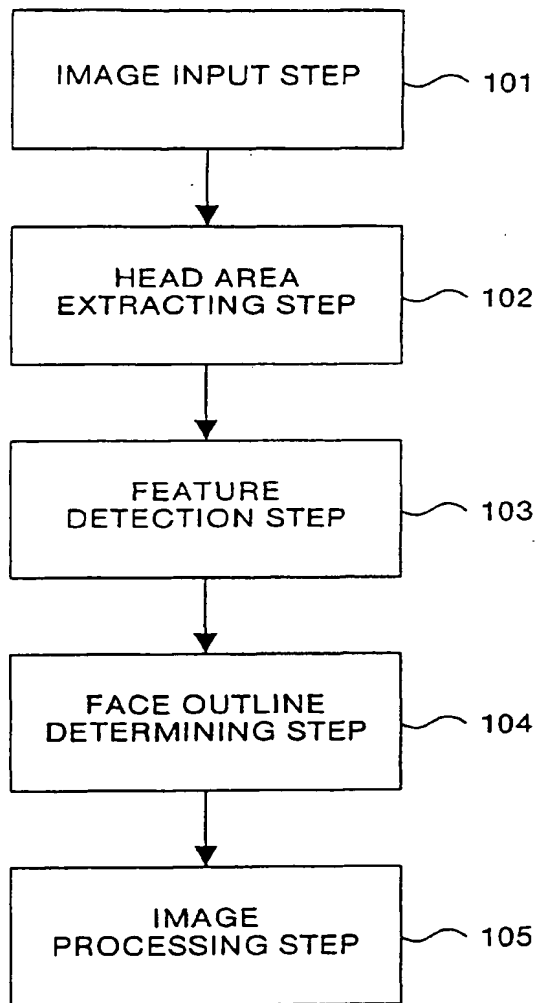 IMAGE INPUT STEP
101
HEAD AREA
EXTRACTING STEP
102
FEATURE
DETECTION STEP
103
FACE OUTLINE
DETERMINING STEP
104
IMAGE
PROCESSING STEP
105